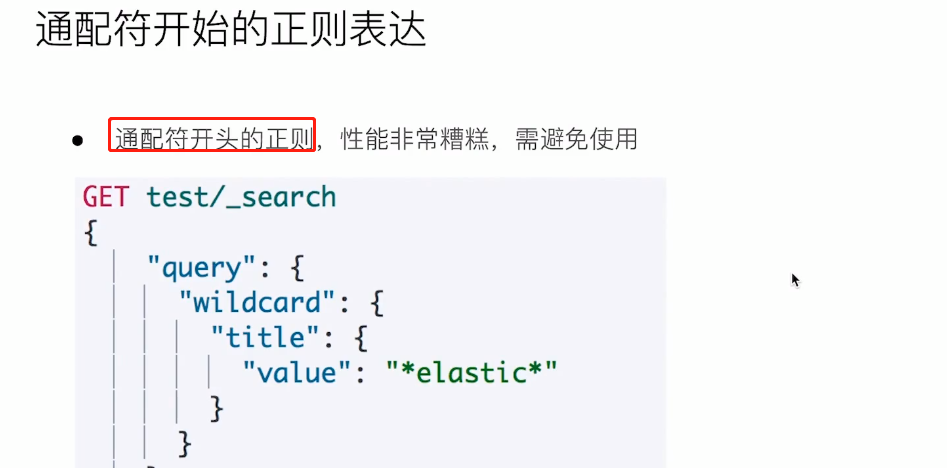 通配符开始的正则表达
● 通配符开头的正则，性能非常糟糕，需避免使用
GET test/_search
{
"query": {
"wildcard": {
"title": {
"value": "*elastic*"
}
}